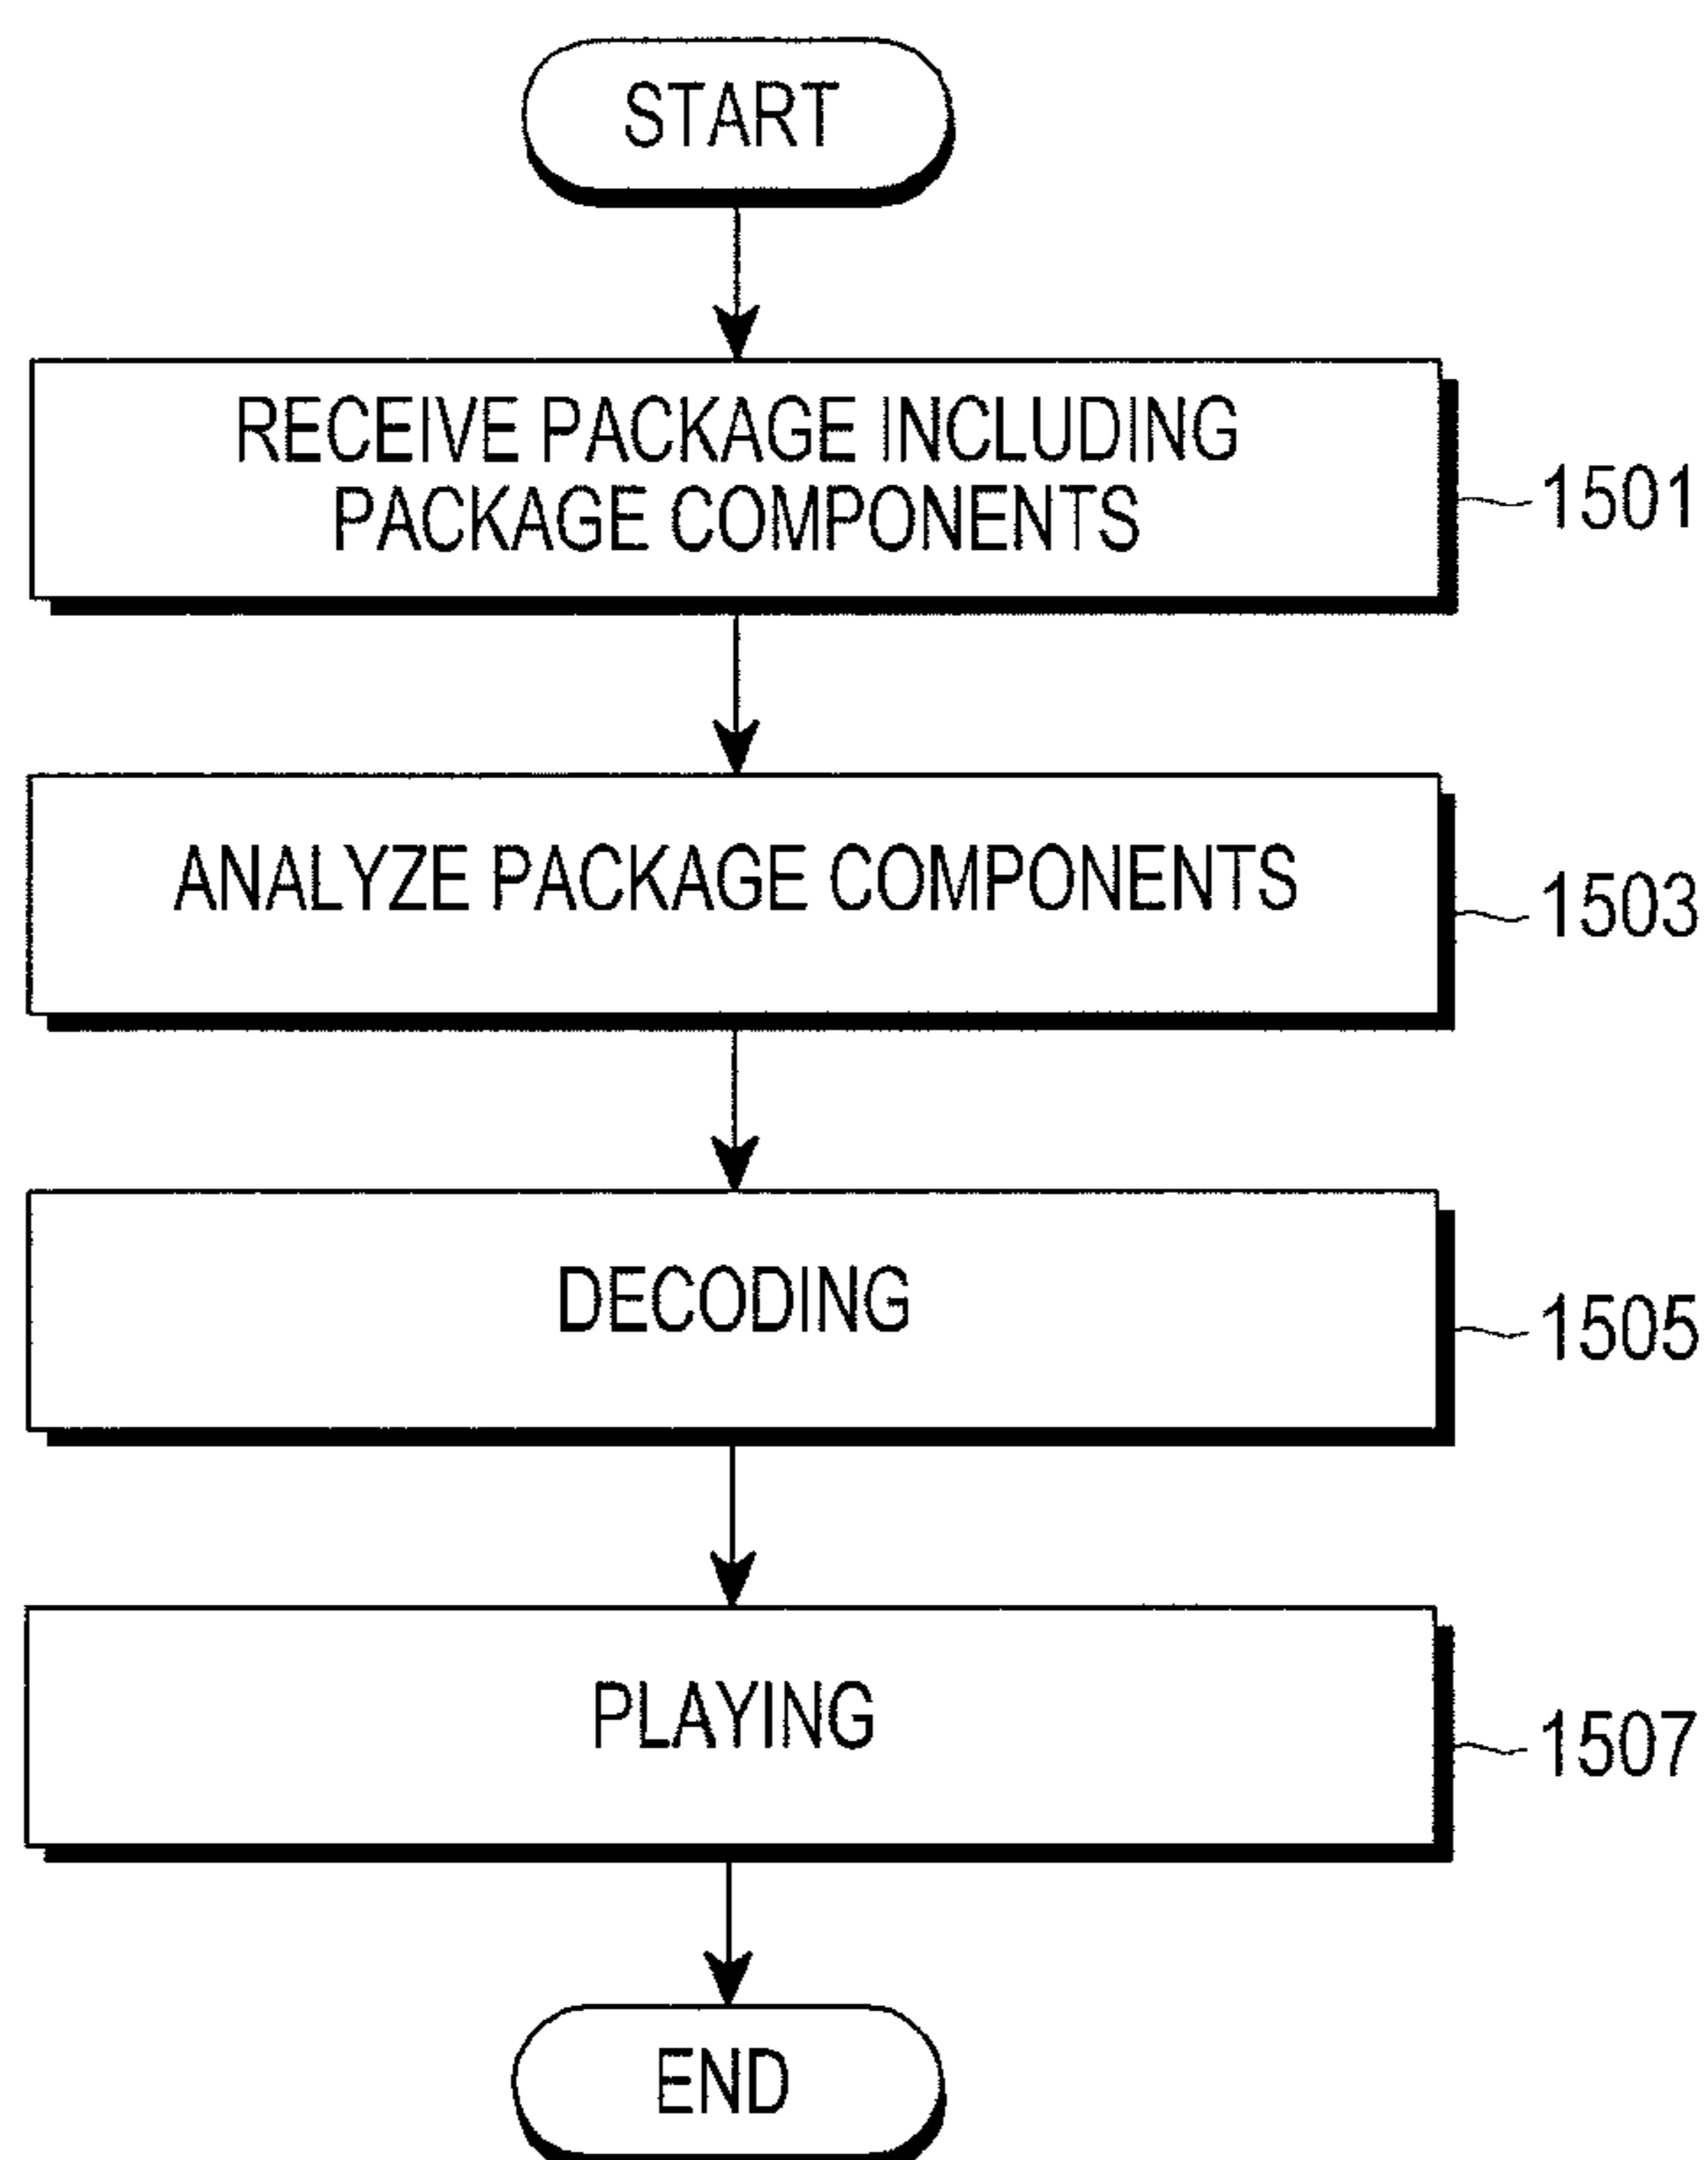 START
RECEIVE PACKAGE INCLUDING
PACKAGE COMPONENTS
1501
ANALYZE PACKAGE COMPONENTS
1503
DECODING
1505
PLAYING
1507
END